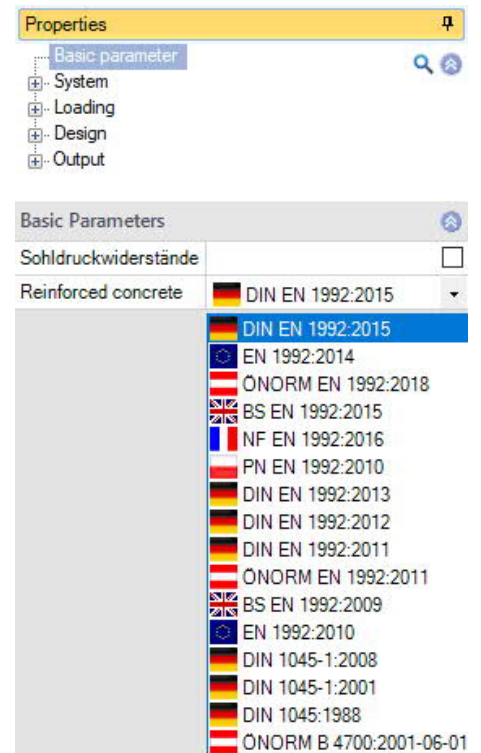 Properties
Basic parameter
System
Loading
Design
Output
Basic Parameters
Sohldruckwiderstände
Reinforced concrete DIN EN 1992:2015
DIN EN 1992:2015
EN 1992:2014
ÖNORM EN 1992:2018
BS EN 1992:2015
NF EN 1992:2016
PN EN 1992:2010
DIN EN 1992:2013
DIN EN 1992:2012
DIN EN 1992:2011
ÖNORM EN 1992:2011
BS EN 1992:2009
EN 1992:2010
DIN 1045-1:2008
DIN 1045-1:2001
DIN 1045:1988
ÖNORM B 4700:2001-06-01